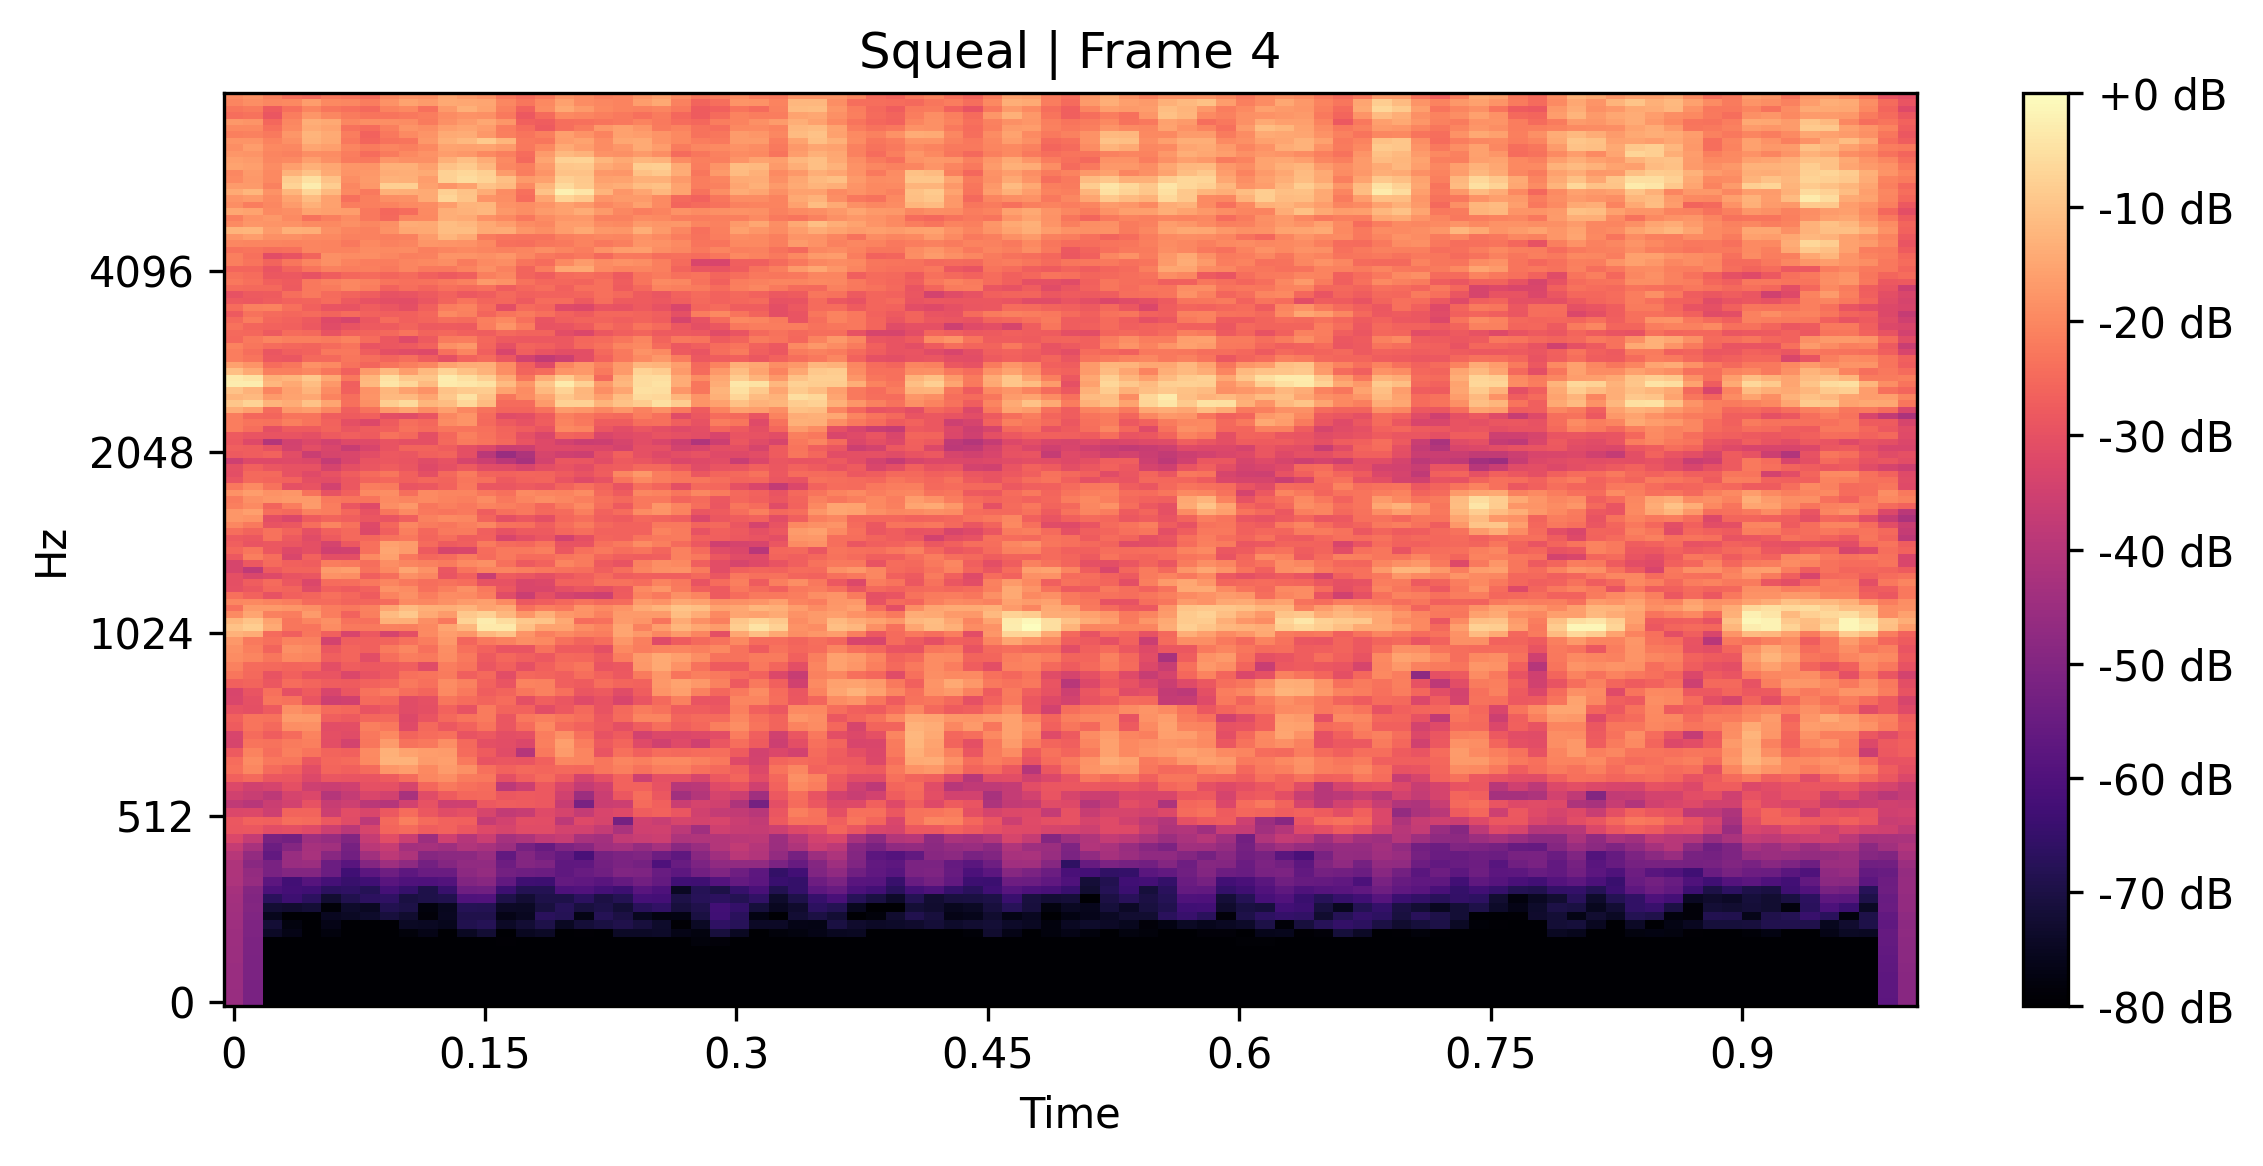 Squeal | Frame 4
+0 dB
-10 dB
-20 dB
-30 dB
-40 dB
-50 dB
-60 dB
-70 dB
-80 dB
Hz
4096
2048
1024
512
0
0 0.15 0.3 0.45 0.6 0.75 0.9
Time